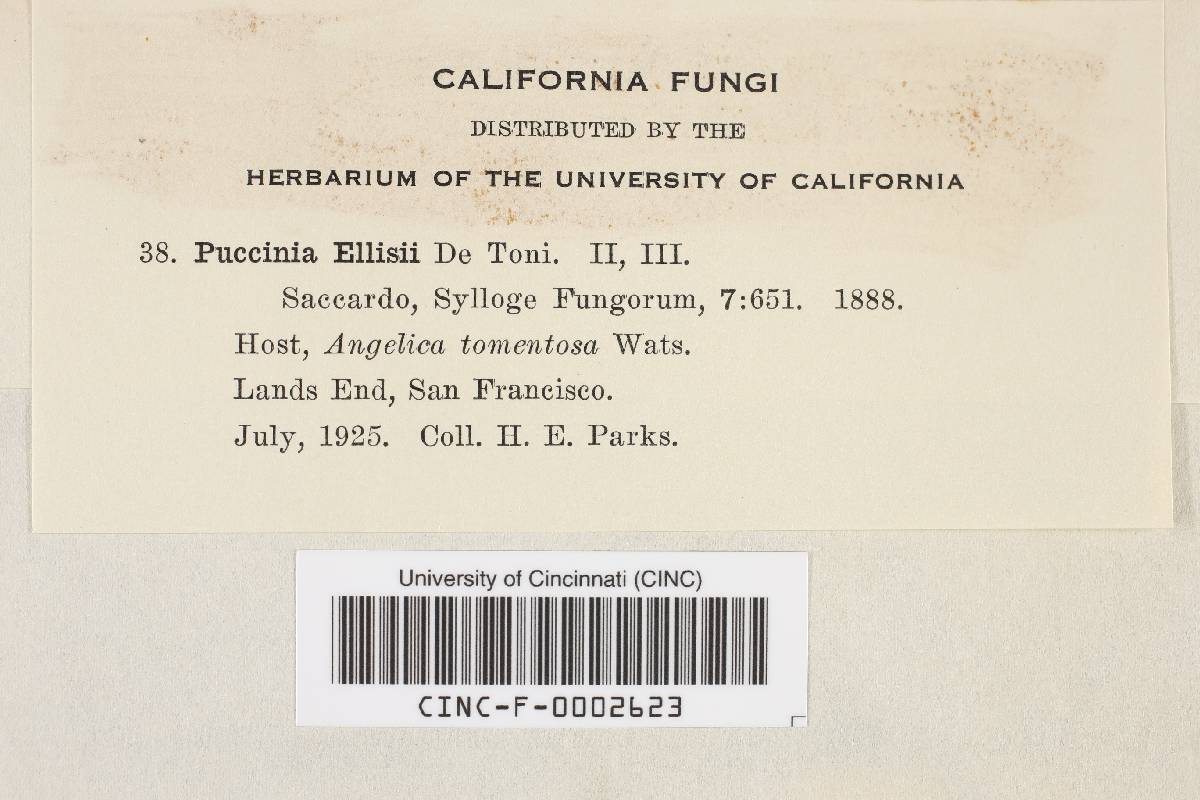 CALIFORNIA FUNGI
DISTRIBUTED BY THE
HERBARIUM OF THE UNIVERSITY OF CALIFORNIA
38. Puccinia Ellisii De Toni. II, III.
Saccardo, Sylloge Fungorum, 7:651. 1888.
Host, Angelica tomentosa Wats.
Lands End, San Francisco.
July, 1925. Coll. H. E. Parks.
University of Cincinnati (CINC)
CINC-F-0002623